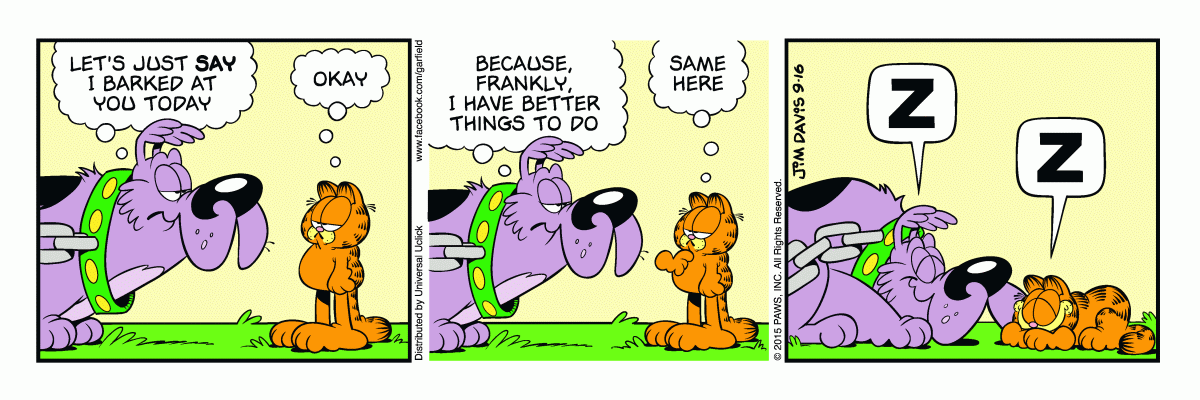 LET'S JUST SAY
I BARKED AT
YOU TODAY
OKAY
www.facebook.com/garfield
Distributed by Universal Uclick
BECAUSE,
FRANKLY,
I HAVE BETTER
THINGS TO DO
SAME
HERE
JIM DAVIS 9-16
© 2015 PAWS, INC. All Rights Reserved.
Z
Z